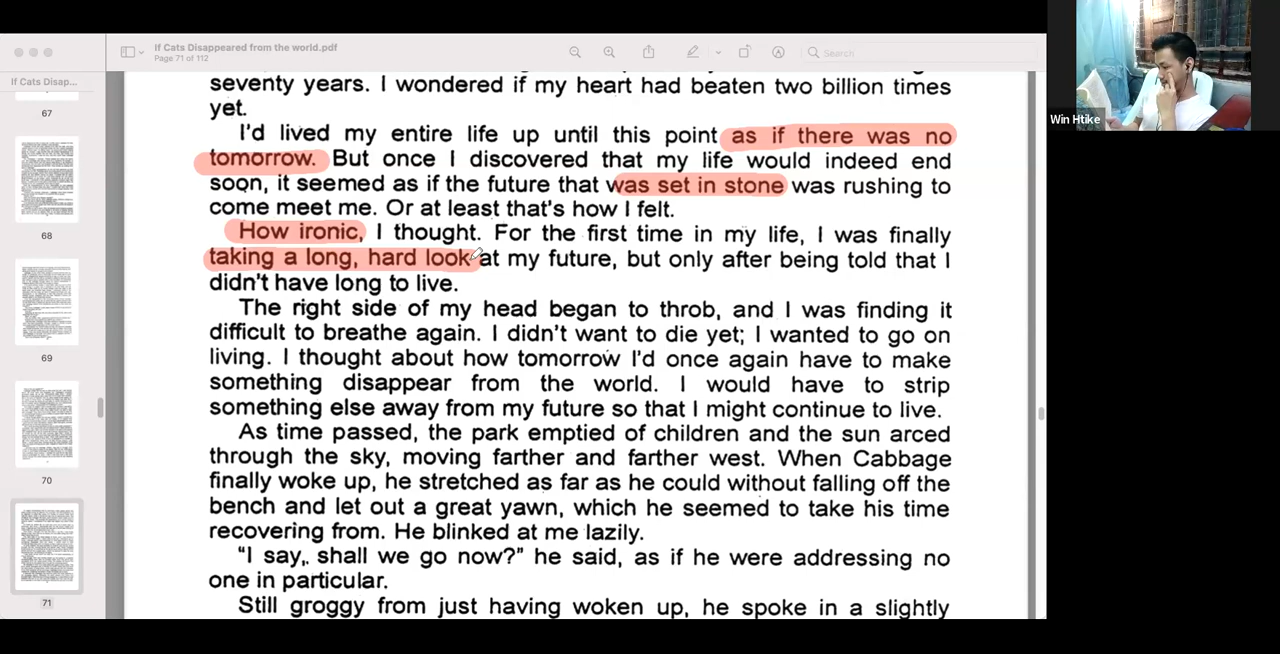 If Cats Disappeared from the world.pdf
Page 71 of 112
Search
If Cats Disap...
67
68
69
70
71
seventy years. I wondered if my heart had beaten two billion times
yet.
I'd lived my entire life up until this point as if there was no
tomorrow. But once I discovered that my life would indeed end
soon, it seemed as if the future that was set in stone was rushing to
come meet me. Or at least that's how I felt.
How ironic, I thought. For the first time in my life, I was finally
taking a long, hard look at my future, but only after being told that I
didn't have long to live.
The right side of my head began to throb, and I was finding it
difficult to breathe again. I didn't want to die yet; I wanted to go on
living. I thought about how tomorrow I'd once again have to make
something disappear from the world. I would have to strip
something else away from my future so that I might continue to live.
As time passed, the park emptied of children and the sun arced
through the sky, moving farther and farther west. When Cabbage
finally woke up, he stretched as far as he could without falling off the
bench and let out a great yawn, which he seemed to take his time
recovering from. He blinked at me lazily.
"I say, shall we go now?" he said, as if he were addressing no
one in particular.
Still groggy from just having woken up, he spoke in a slightly
Win Htike